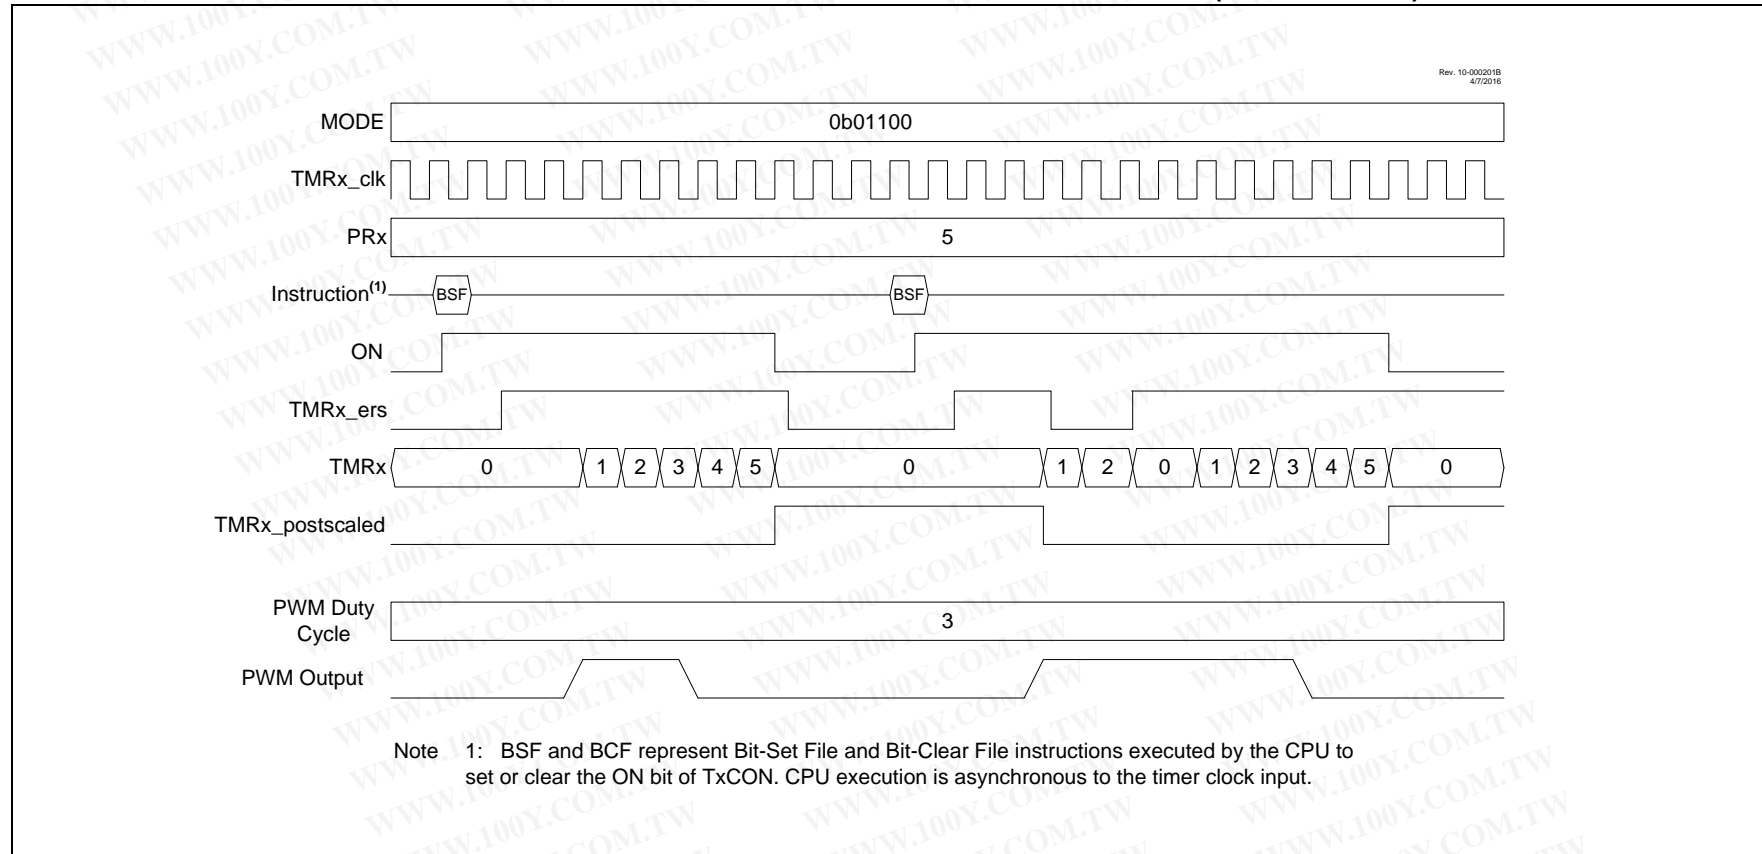 Rev. 10-000201B
4/7/2016
MODE 0b01100
TMRx_clk
PRx 5
Instruction(1) BSF BSF
ON
TMRx_ers
TMRx 0 1 2 3 4 5 0 1 2 0 1 2 3 4 5 0
TMRx_postscaled
PWM Duty
Cycle 3
PWM Output
Note 1: BSF and BCF represent Bit-Set File and Bit-Clear File instructions executed by the CPU to
set or clear the ON bit of TxCON. CPU execution is asynchronous to the timer clock input.
WWW.100Y.COM.TW